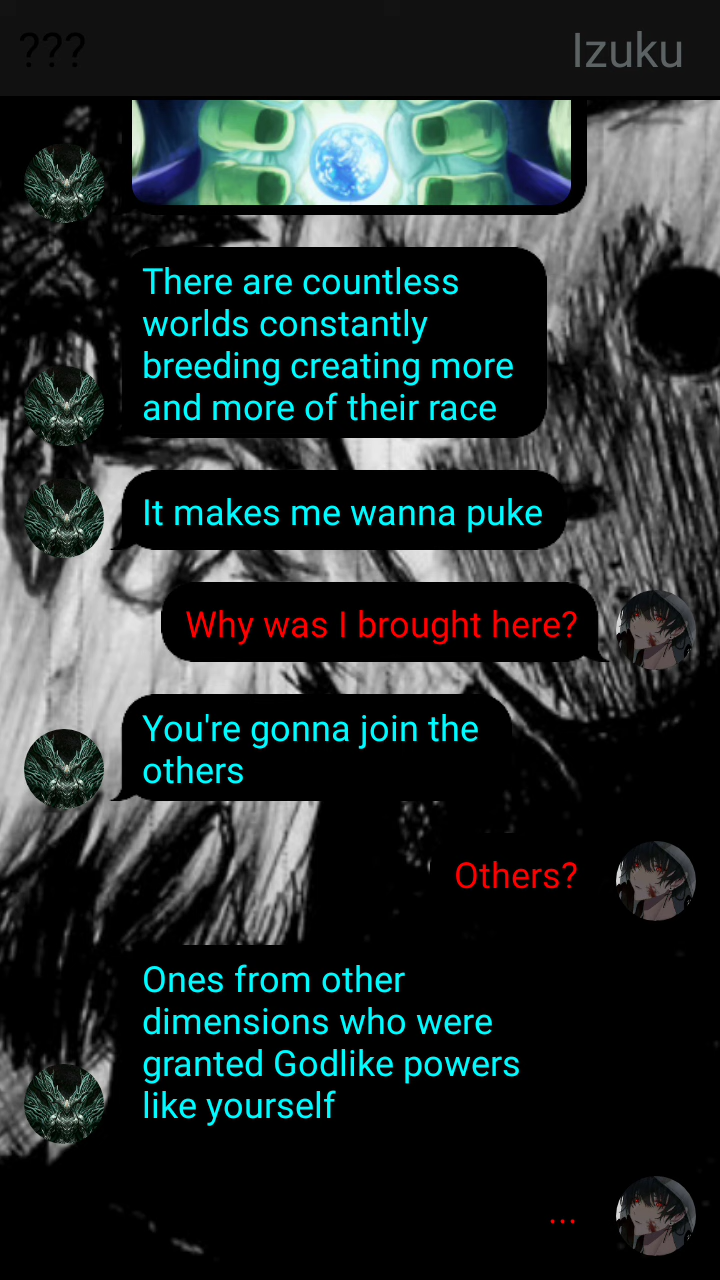 ???
Izuku
There are countless
worlds constantly
breeding creating more
and more of their race
It makes me wanna puke
Why was I brought here?
You're gonna join the
others
Others?
Ones from other
dimensions who were
granted Godlike powers
like yourself
...